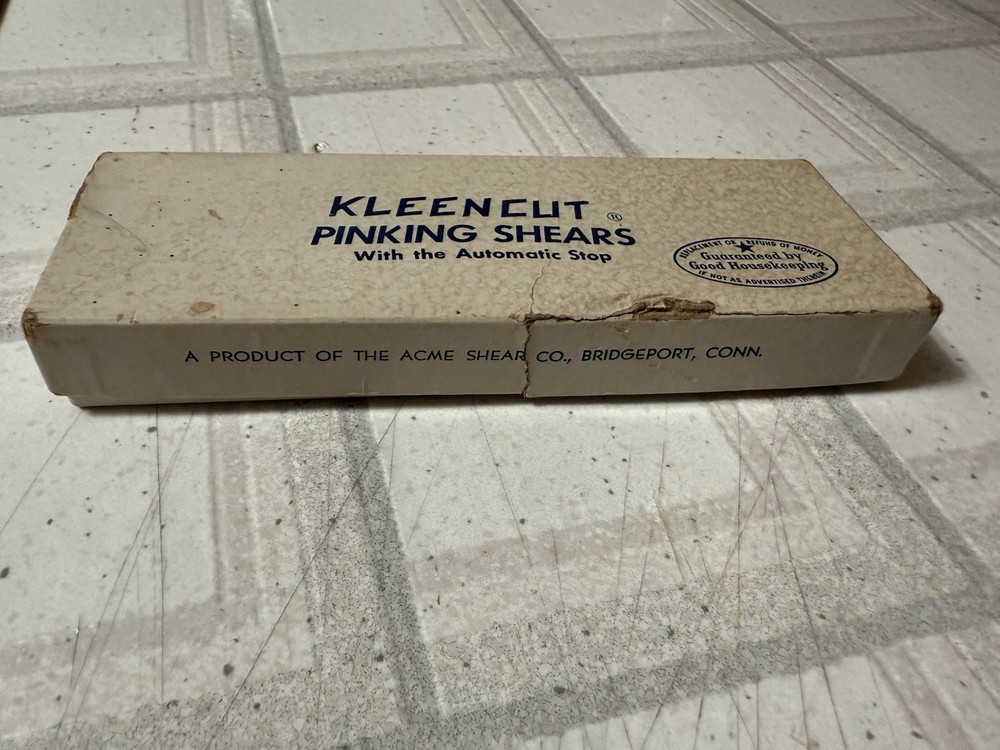 KLEENCUT ®
PINKING SHEARS
With the Automatic Stop
REPLACEMENT OR REFUND OF MONEY
Guaranteed by
Good Housekeeping
IF NOT AS ADVERTISED THEREIN
A PRODUCT OF THE ACME SHEAR CO., BRIDGEPORT, CONN.